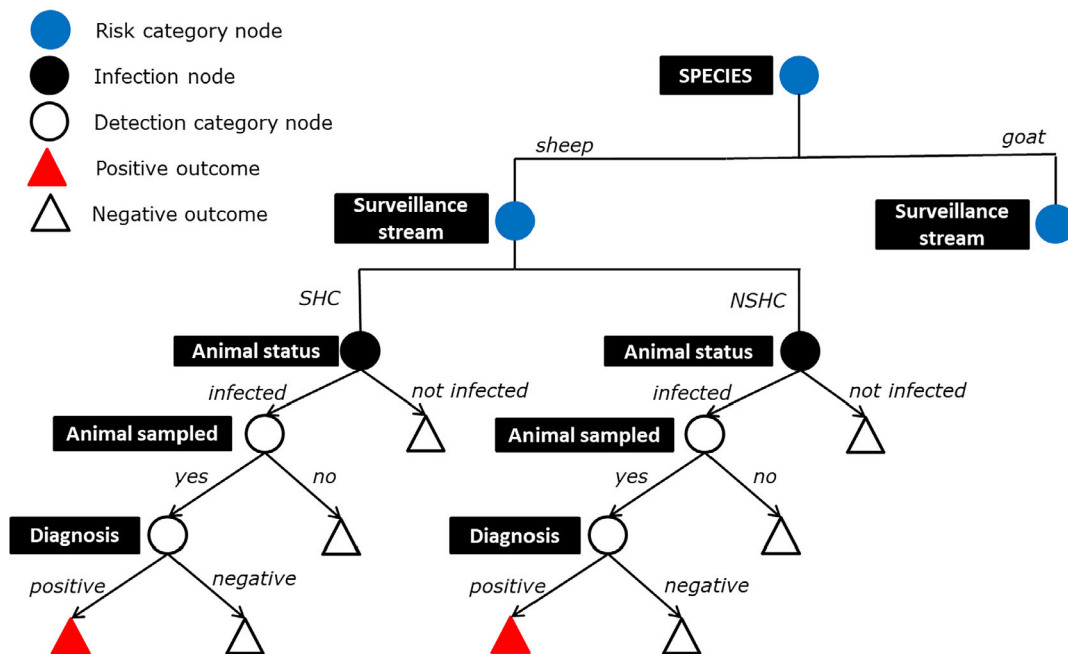 Risk category node
Infection node
Detection category node
Positive outcome
Negative outcome
SPECIES
sheep
goat
Surveillance
stream
Surveillance
stream
SHC
NSHC
Animal status
Animal status
infected
not infected
infected
not infected
Animal sampled
Animal sampled
yes
no
yes
no
Diagnosis
Diagnosis
positive
negative
positive
negative